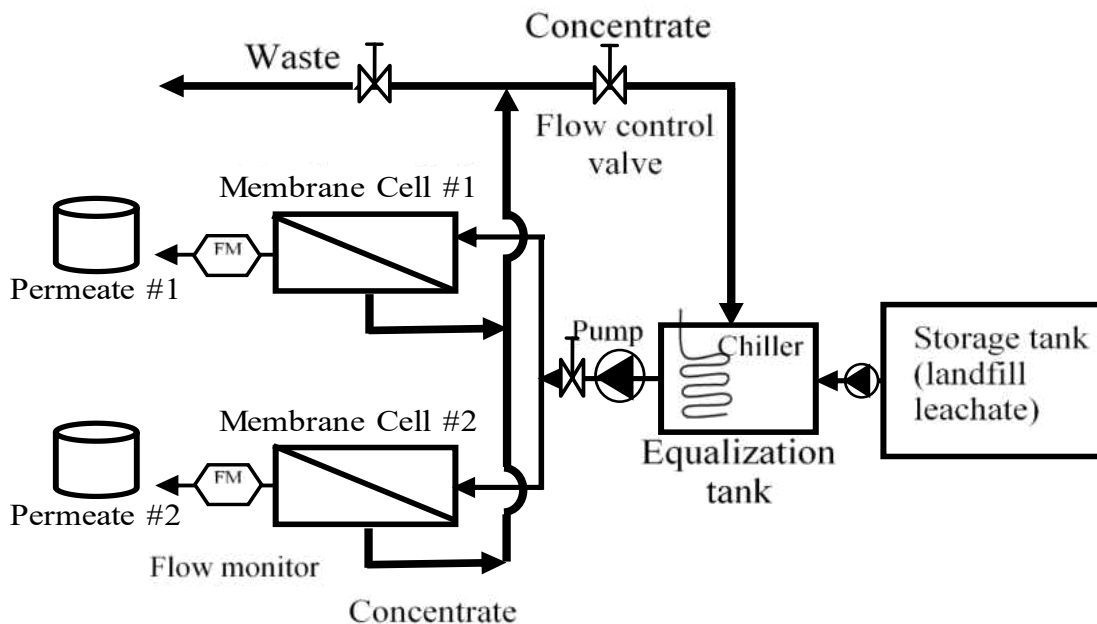 Concentrate
Waste
Flow control
valve
Membrane Cell #1
FM
Permeate #1
Pump
Chiller
Storage tank
(landfill
leachate)
Membrane Cell #2
Equalization
tank
FM
Permeate #2
Flow monitor
Concentrate